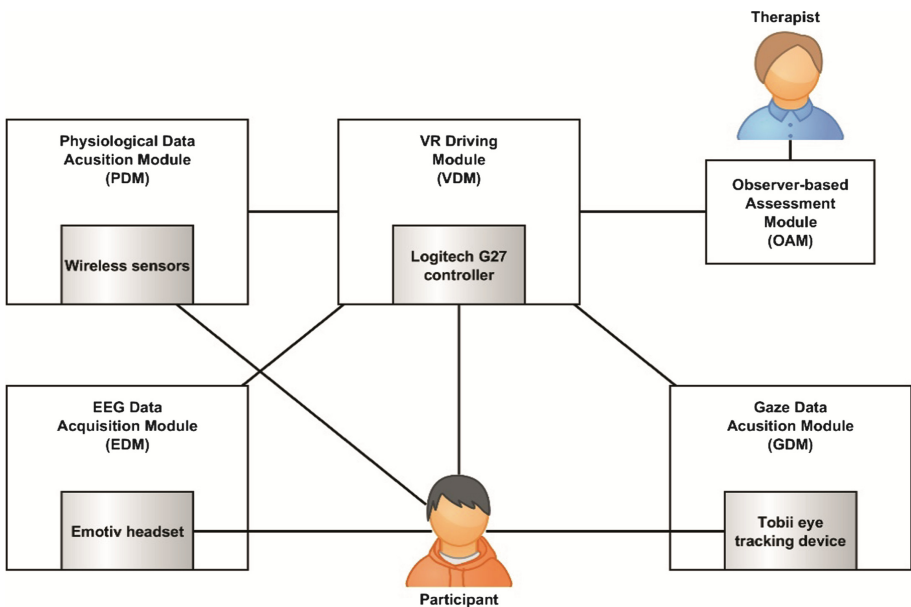 Therapist
Physiological Data
Acusition Module
(PDM)
Wireless sensors
VR Driving
Module
(VDM)
Logitech G27
controller
Observer-based
Assessment
Module
(OAM)
EEG Data
Acquisition Module
(EDM)
Emotiv headset
Gaze Data
Acusition Module
(GDM)
Tobii eye
tracking device
Participant